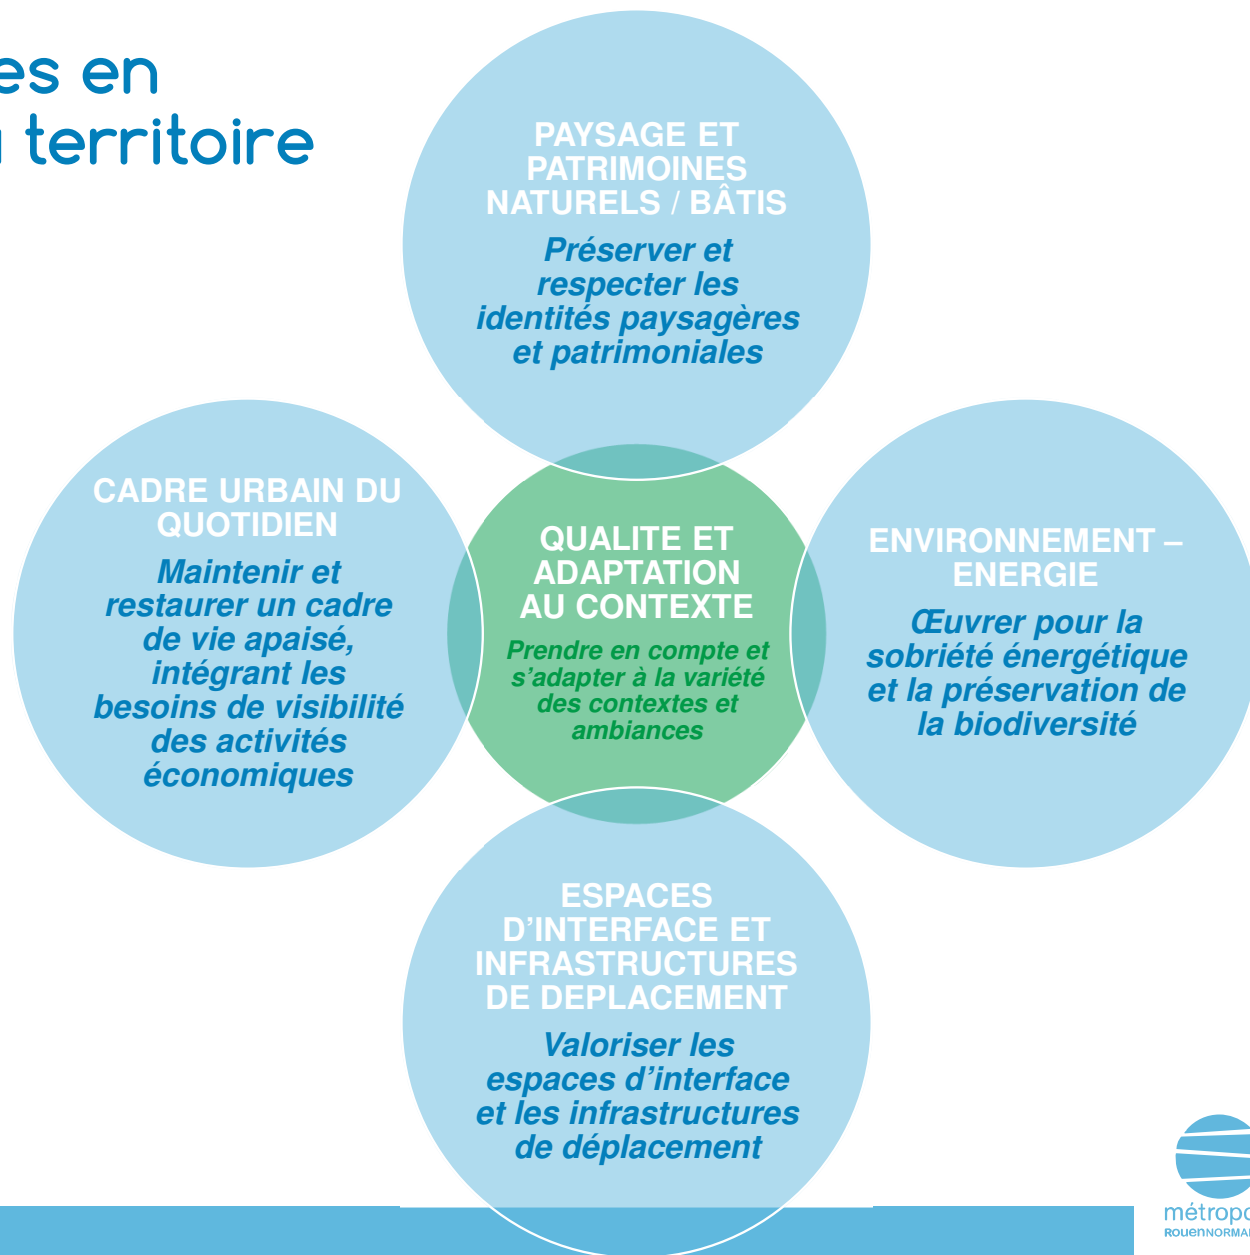 es en
territoire
PAYSAGE ET
PATRIMOINES
NATURELS / BÂTIS
Préserver et
respecter les
identités paysagères
et patrimoniales
CADRE URBAIN DU
QUOTIDIEN
Maintenir et
restaurer un cadre
de vie apaisé,
intégrant les
besoins de visibilité
des activités
économiques
QUALITE ET
ADAPTATION
AU CONTEXTE
Prendre en compte et
s’adapter à la variété
des contextes et
ambiances
ENVIRONNEMENT –
ENERGIE
Œuvrer pour la
sobriété énergétique
et la préservation de
la biodiversité
ESPACES
D’INTERFACE ET
INFRASTRUCTURES
DE DEPLACEMENT
Valoriser les
espaces d’interface
et les infrastructures
de déplacement
métropo
ROUENNORMA